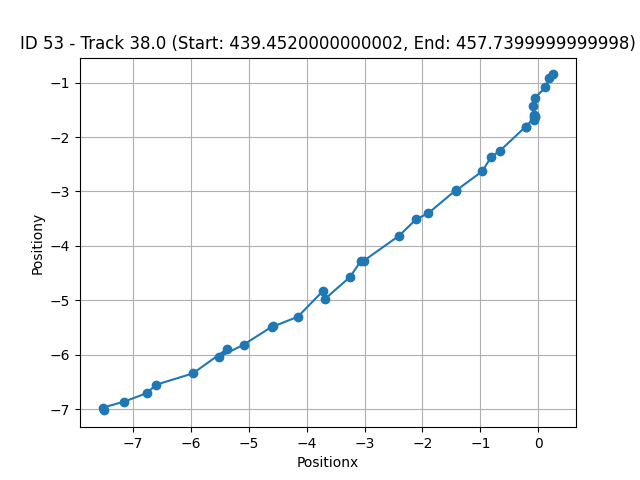 ID 53 - Track 38.0 (Start: 439.4520000000002, End: 457.7399999999998)
−1
−2
−3
−4
−5
−6
−7
Positiony
−7 −6 −5 −4 −3 −2 −1 0
Positionx